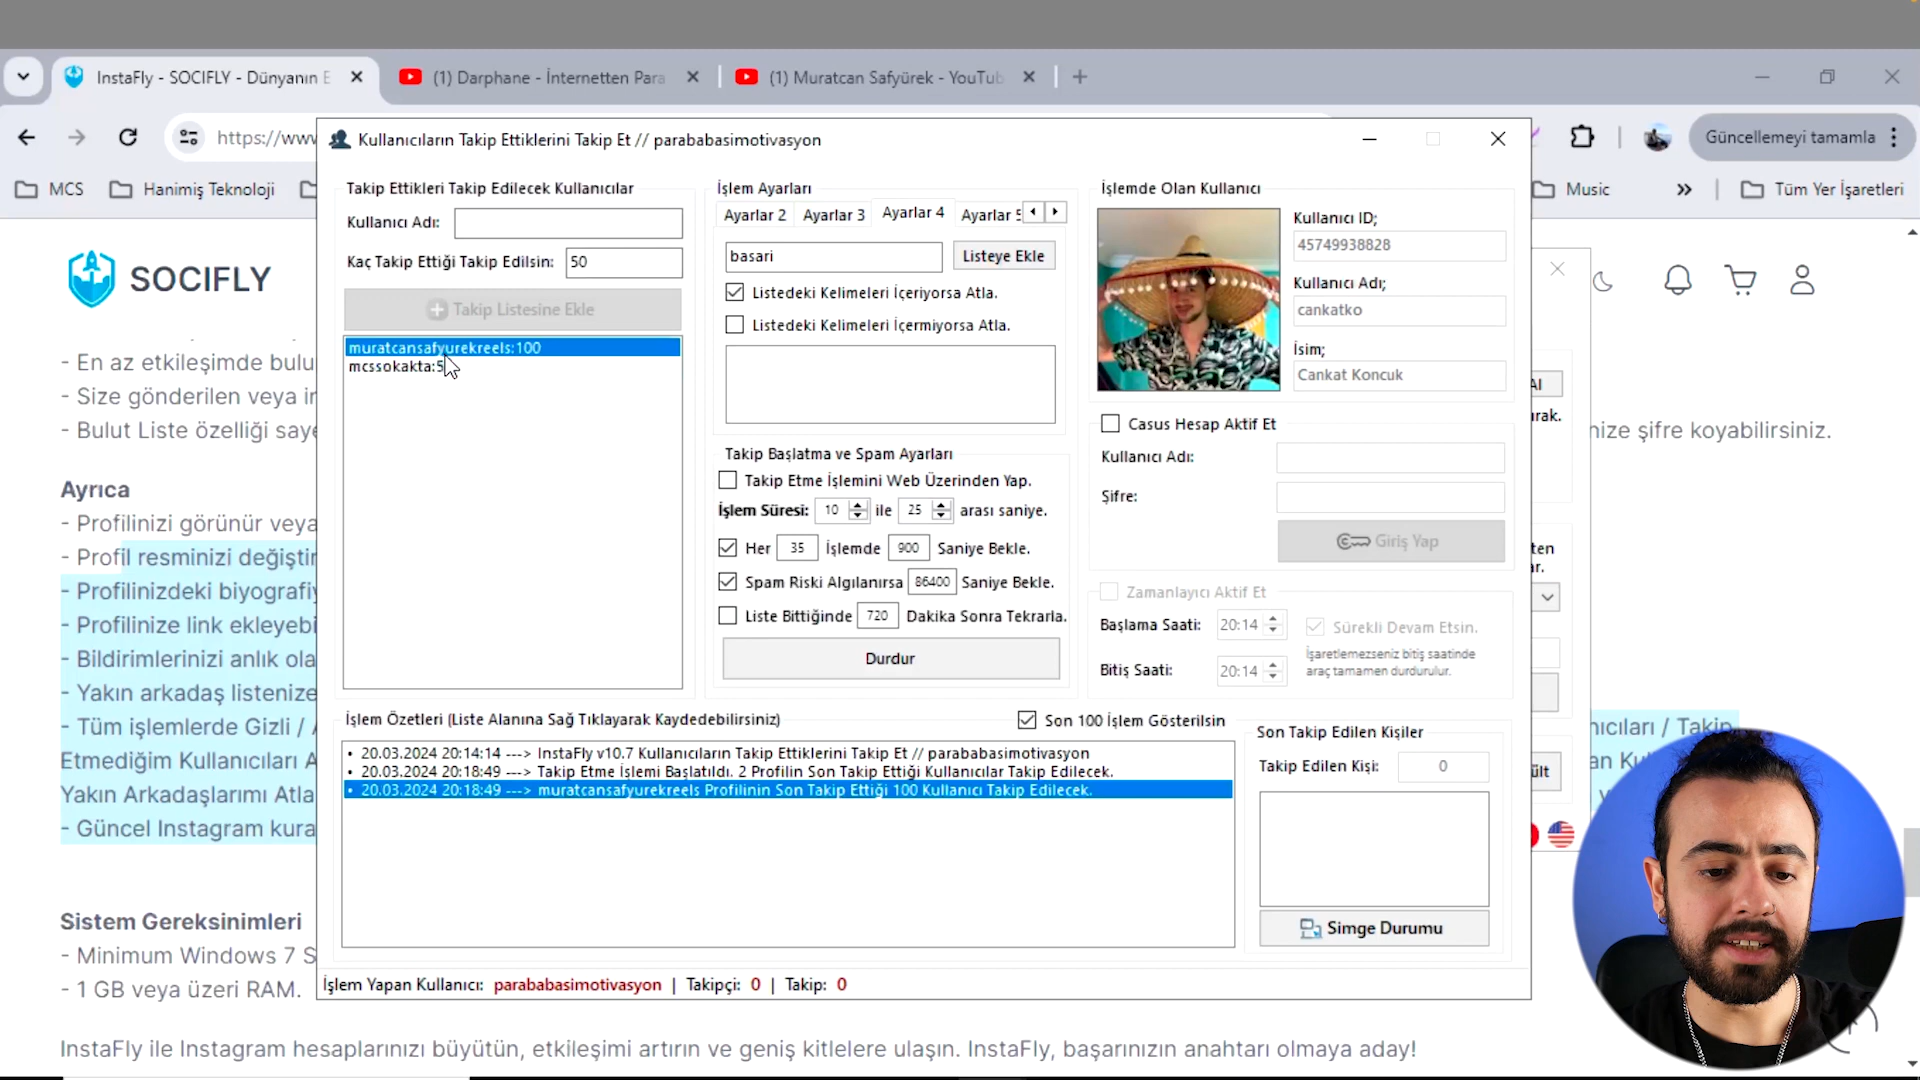 InstaFly - SOCIFLY - Dünyanın E
(1) Darphane - İnternetten Para
(1) Muratcan Safyürek - YouTub
https://www
Güncellemeyi tamamla
MCS
Hanimiş Teknoloji
Music
Tüm Yer İşaretleri
SOCIFLY
- En az etkileşimde bulu
- Size gönderilen veya ir
- Bulut Liste özelliği saye
nize şifre koyabilirsiniz.
Ayrıca
- Profilinizi görünür veya
- Profil resminizi değiştir
- Profilinizdeki biyografiy
- Profilinize link ekleyebi
- Bildirimlerinizi anlık ola
- Yakın arkadaş listenize
- Tüm işlemlerde Gizli / A
nıcıları / Takip
Etmediğim Kullanıcıları A
an Ku
Yakın Arkadaşlarımı Atla
- Güncel Instagram kura
Sistem Gereksinimleri
- Minimum Windows 7 S
- 1 GB veya üzeri RAM.
InstaFly ile Instagram hesaplarınızı büyütün, etkileşimi artırın ve geniş kitlelere ulaşın. InstaFly, başarınızın anahtarı olmaya aday!
Kullanıcıların Takip Ettiklerini Takip Et // parababasimotivasyon
Takip Ettikleri Takip Edilecek Kullanıcılar
Kullanıcı Adı:
Kaç Takip Ettiği Takip Edilsin: 50
Takip Listesine Ekle
muratcansafyurekreels:100
mcssokakta:5
İşlem Ayarları
Ayarlar 2 Ayarlar 3 Ayarlar 4 Ayarlar 5
basari
Listeye Ekle
Listedeki Kelimeleri İçeriyorsa Atla.
Listedeki Kelimeleri İçermiyorsa Atla.
Takip Başlatma ve Spam Ayarları
Takip Etme İşlemini Web Üzerinden Yap.
İşlem Süresi: 10 ile 25 arası saniye.
Her 35 İşlemde 900 Saniye Bekle.
Spam Riski Algılanırsa 86400 Saniye Bekle.
Liste Bittiğinde 720 Dakika Sonra Tekrarla.
Durdur
İşlemde Olan Kullanıcı
Kullanıcı ID;
45749938828
Kullanıcı Adı;
cankatko
İsim;
Cankat Koncuk
Casus Hesap Aktif Et
Kullanıcı Adı:
Şifre:
Giriş Yap
Zamanlayıcı Aktif Et
Başlama Saati: 20:14
Sürekli Devam Etsin.
İşaretlemezseniz bitiş saatinde
araç tamamen durdurulur.
Bitiş Saati: 20:14
Al
ırak.
ten
ar.
ült
İşlem Özetleri (Liste Alanına Sağ Tıklayarak Kaydedebilirsiniz)
Son 100 İşlem Gösterilsin
• 20.03.2024 20:14:14 ---> InstaFly v10.7 Kullanıcıların Takip Ettiklerini Takip Et // parababasimotivasyon
• 20.03.2024 20:18:49 ---> Takip Etme İşlemi Başlatıldı. 2 Profilin Son Takip Ettiği Kullanıcılar Takip Edilecek.
• 20.03.2024 20:18:49 ---> muratcansafyurekreels Profilinin Son Takip Ettiği 100 Kullanıcı Takip Edilecek.
Son Takip Edilen Kişiler
Takip Edilen Kişi: 0
Simge Durumu
İşlem Yapan Kullanıcı: parababasimotivasyon | Takipçi: 0 | Takip: 0